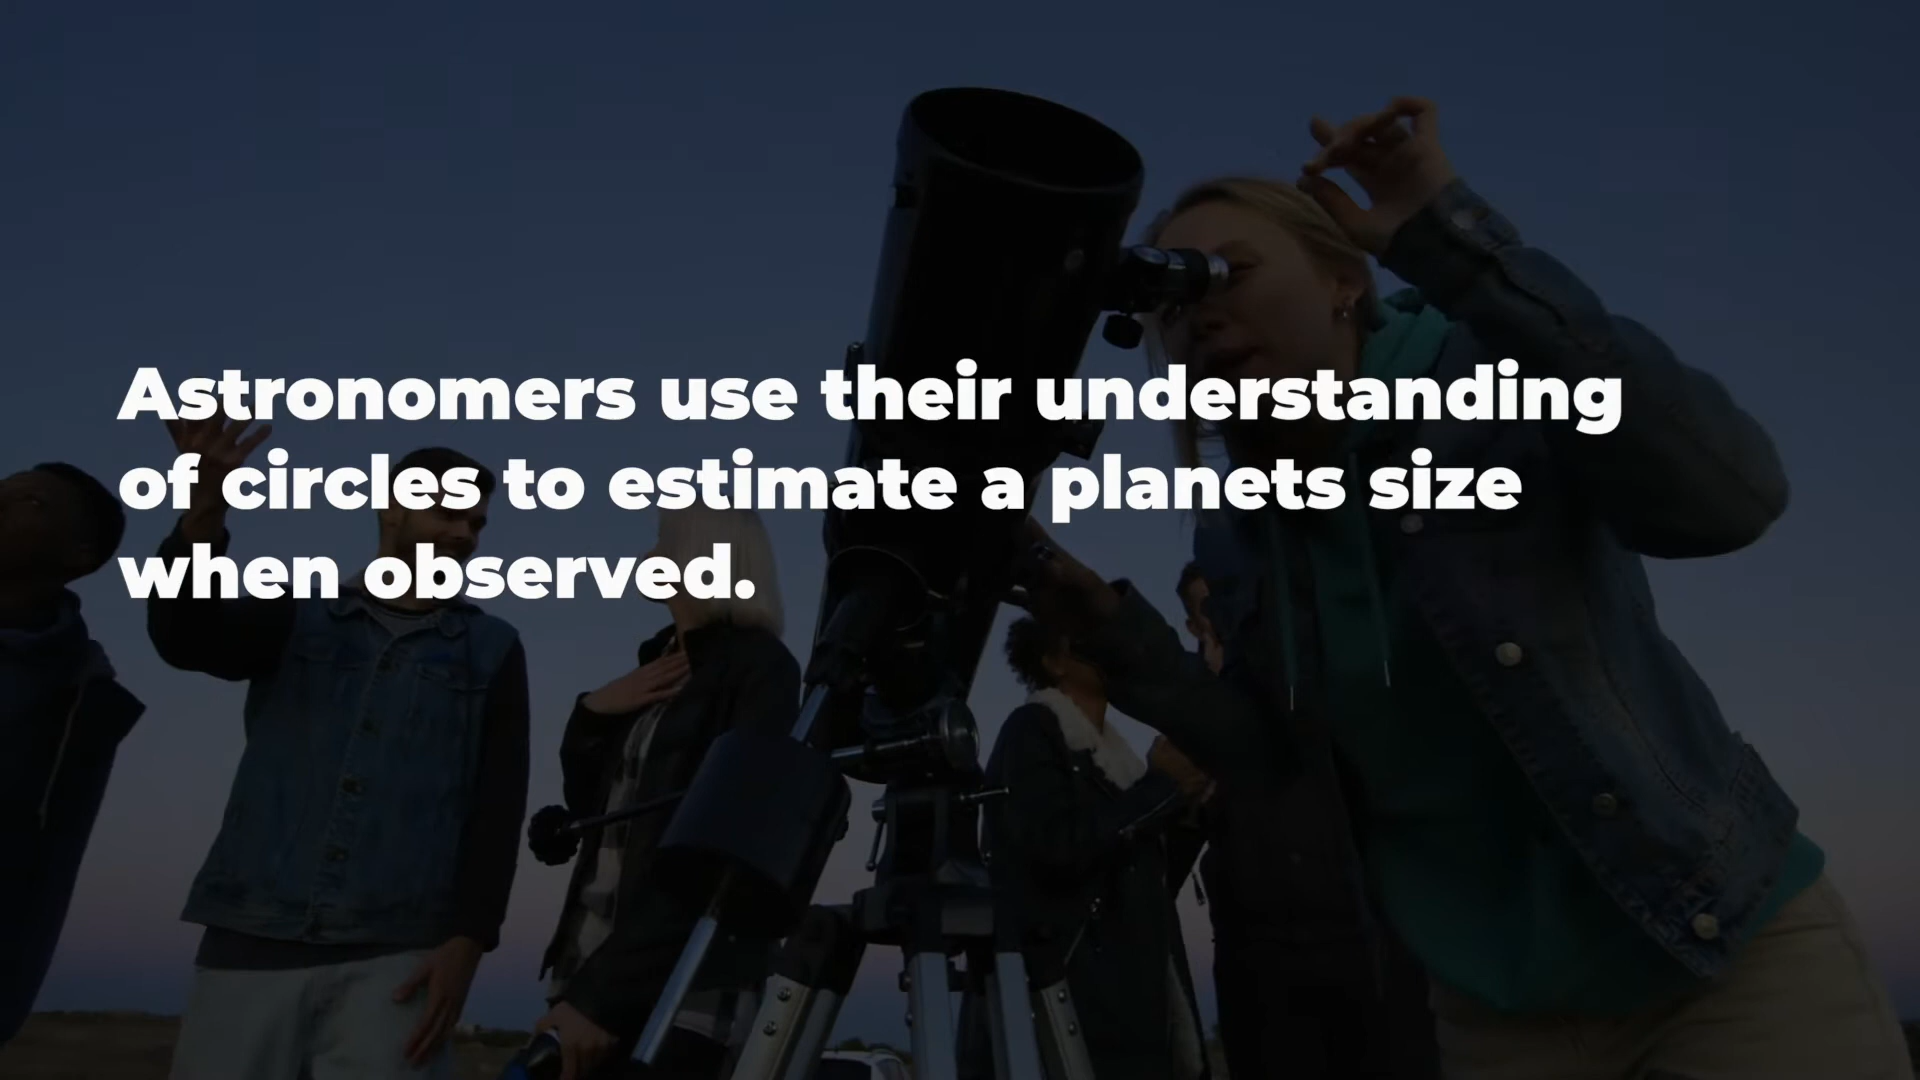 Astronomers use their understanding
of circles to estimate a planets size
when observed.